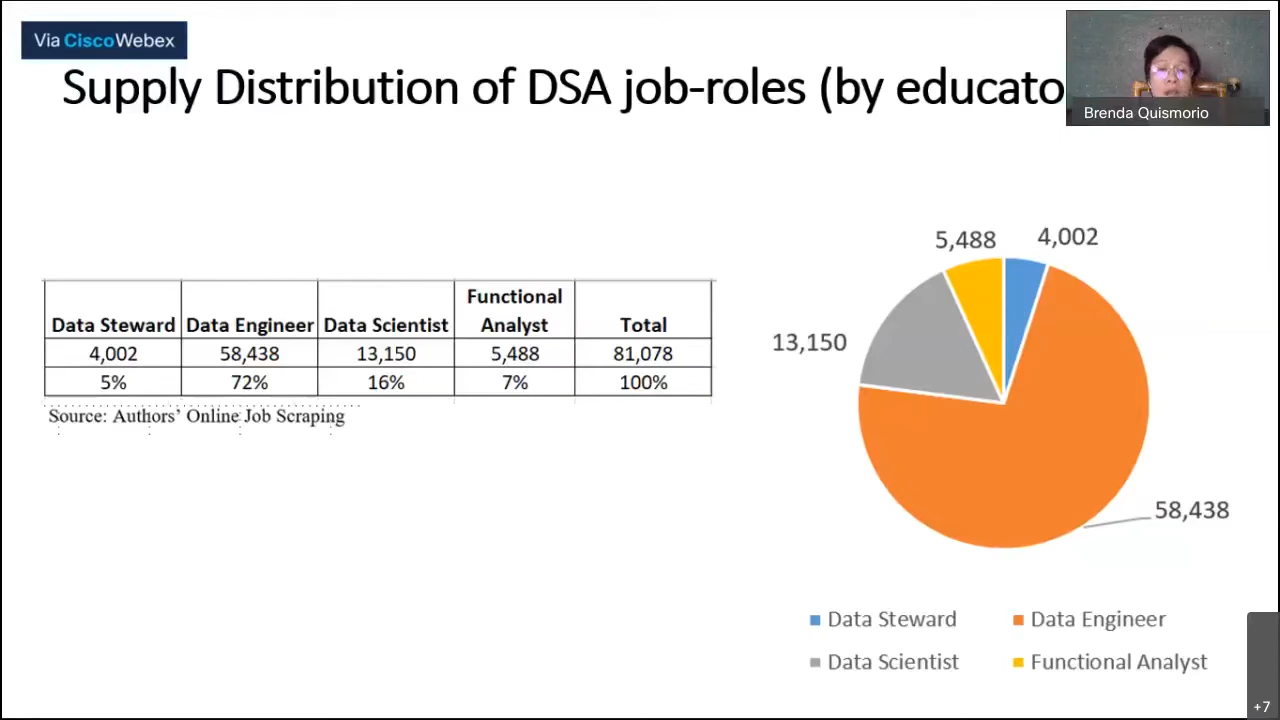 Via CiscoWebex
Supply Distribution of DSA job-roles (by educato
Brenda Quismorio
Data Steward Data Engineer Data Scientist Functional Analyst Total
4,002 58,438 13,150 5,488 81,078
5% 72% 16% 7% 100%
Source: Authors' Online Job Scraping
5,488 4,002
13,150
58,438
Data Steward Data Engineer
Data Scientist Functional Analyst
+7